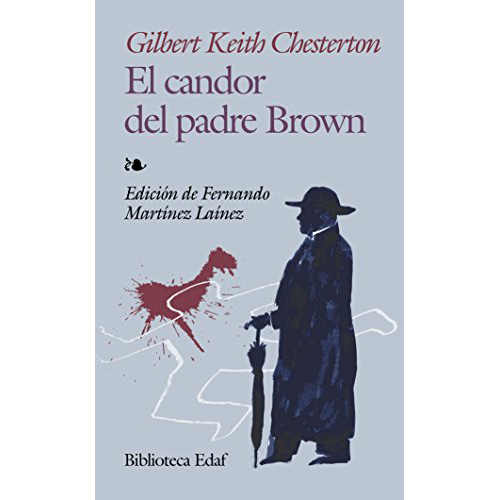 Gilbert Keith Chesterton
El candor
del padre Brown
Edición de Fernando
Martínez Laínez
Biblioteca Edaf